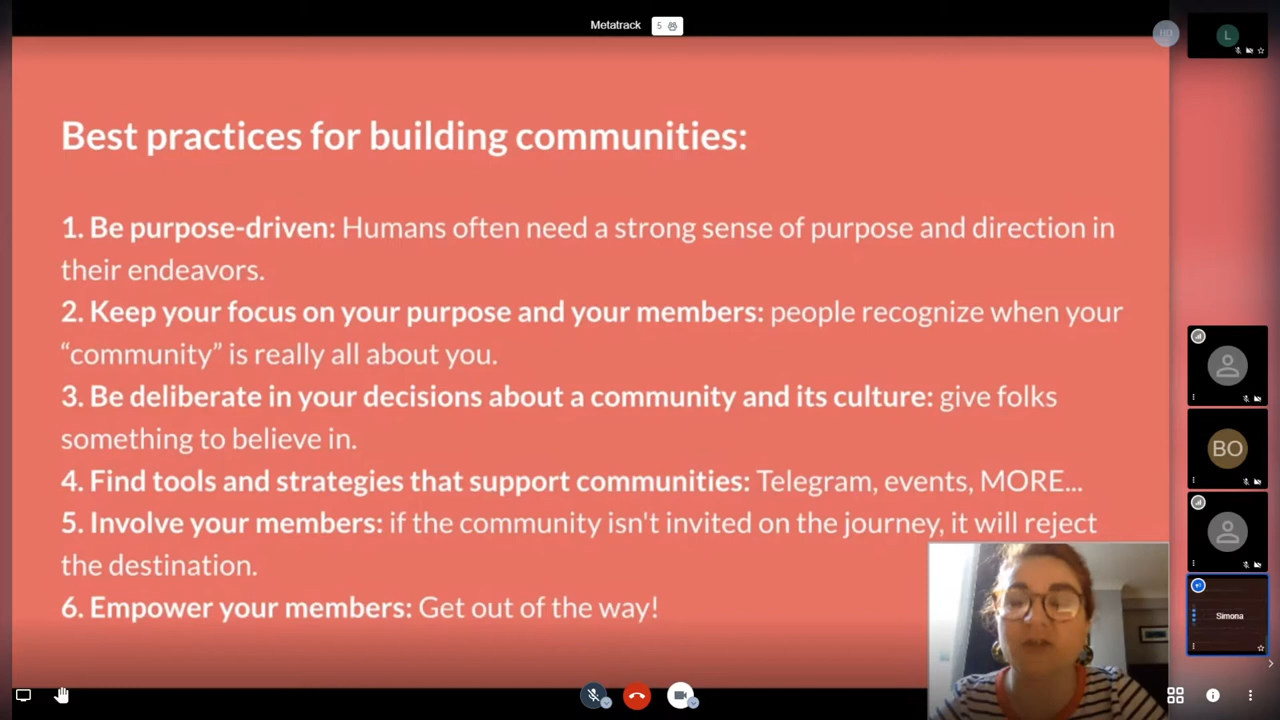 Metatrack 5
HD
L
Best practices for building communities:
1. Be purpose-driven: Humans often need a strong sense of purpose and direction in
their endeavors.
2. Keep your focus on your purpose and your members: people recognize when your
“community” is really all about you.
3. Be deliberate in your decisions about a community and its culture: give folks
something to believe in.
4. Find tools and strategies that support communities: Telegram, events, MORE...
5. Involve your members: if the community isn't invited on the journey, it will reject
the destination.
6. Empower your members: Get out of the way!
BO
Simona